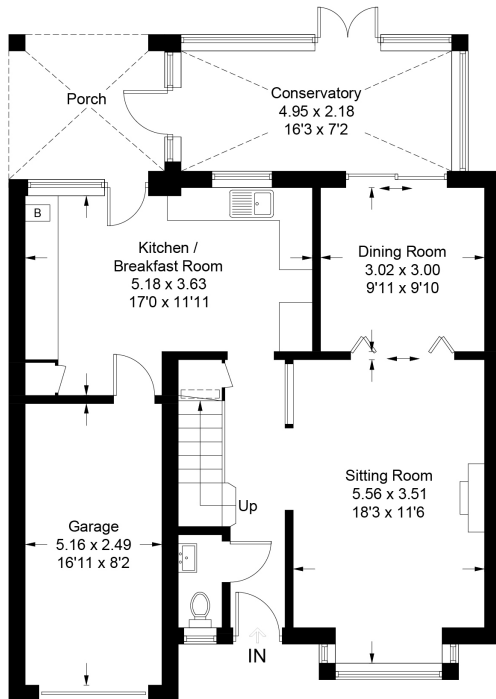 Porch
Conservatory
4.95 x 2.18
16'3 x 7'2
B
Kitchen /
Breakfast Room
5.18 x 3.63
17'0 x 11'11
Dining Room
3.02 x 3.00
9'11 x 9'10
Sitting Room
5.56 x 3.51
18'3 x 11'6
Up
Garage
5.16 x 2.49
16'11 x 8'2
IN